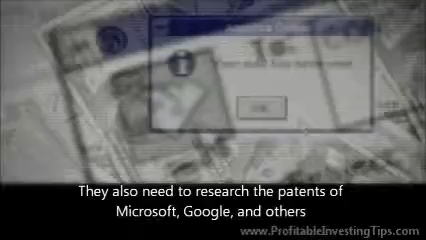 They also need to research the patents of
Microsoft, Google, and others
www.ProfitableInvestingTips.com